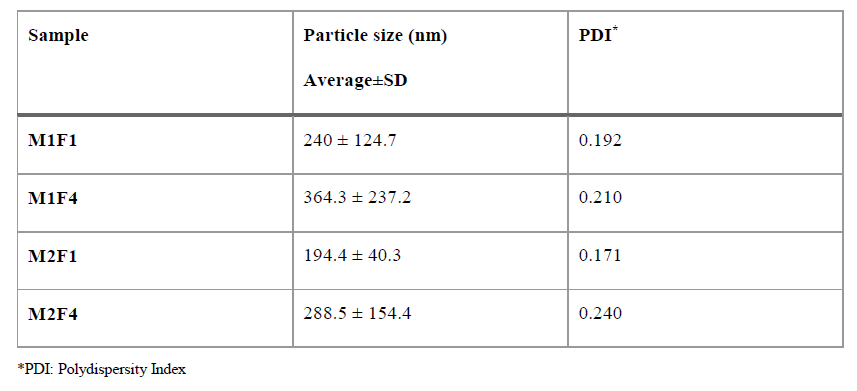 Sample Particle size (nm) PDI*
Average±SD
M1F1 240 ± 124.7 0.192
M1F4 364.3 ± 237.2 0.210
M2F1 194.4 ± 40.3 0.171
M2F4 288.5 ± 154.4 0.240
*PDI: Polydispersity Index